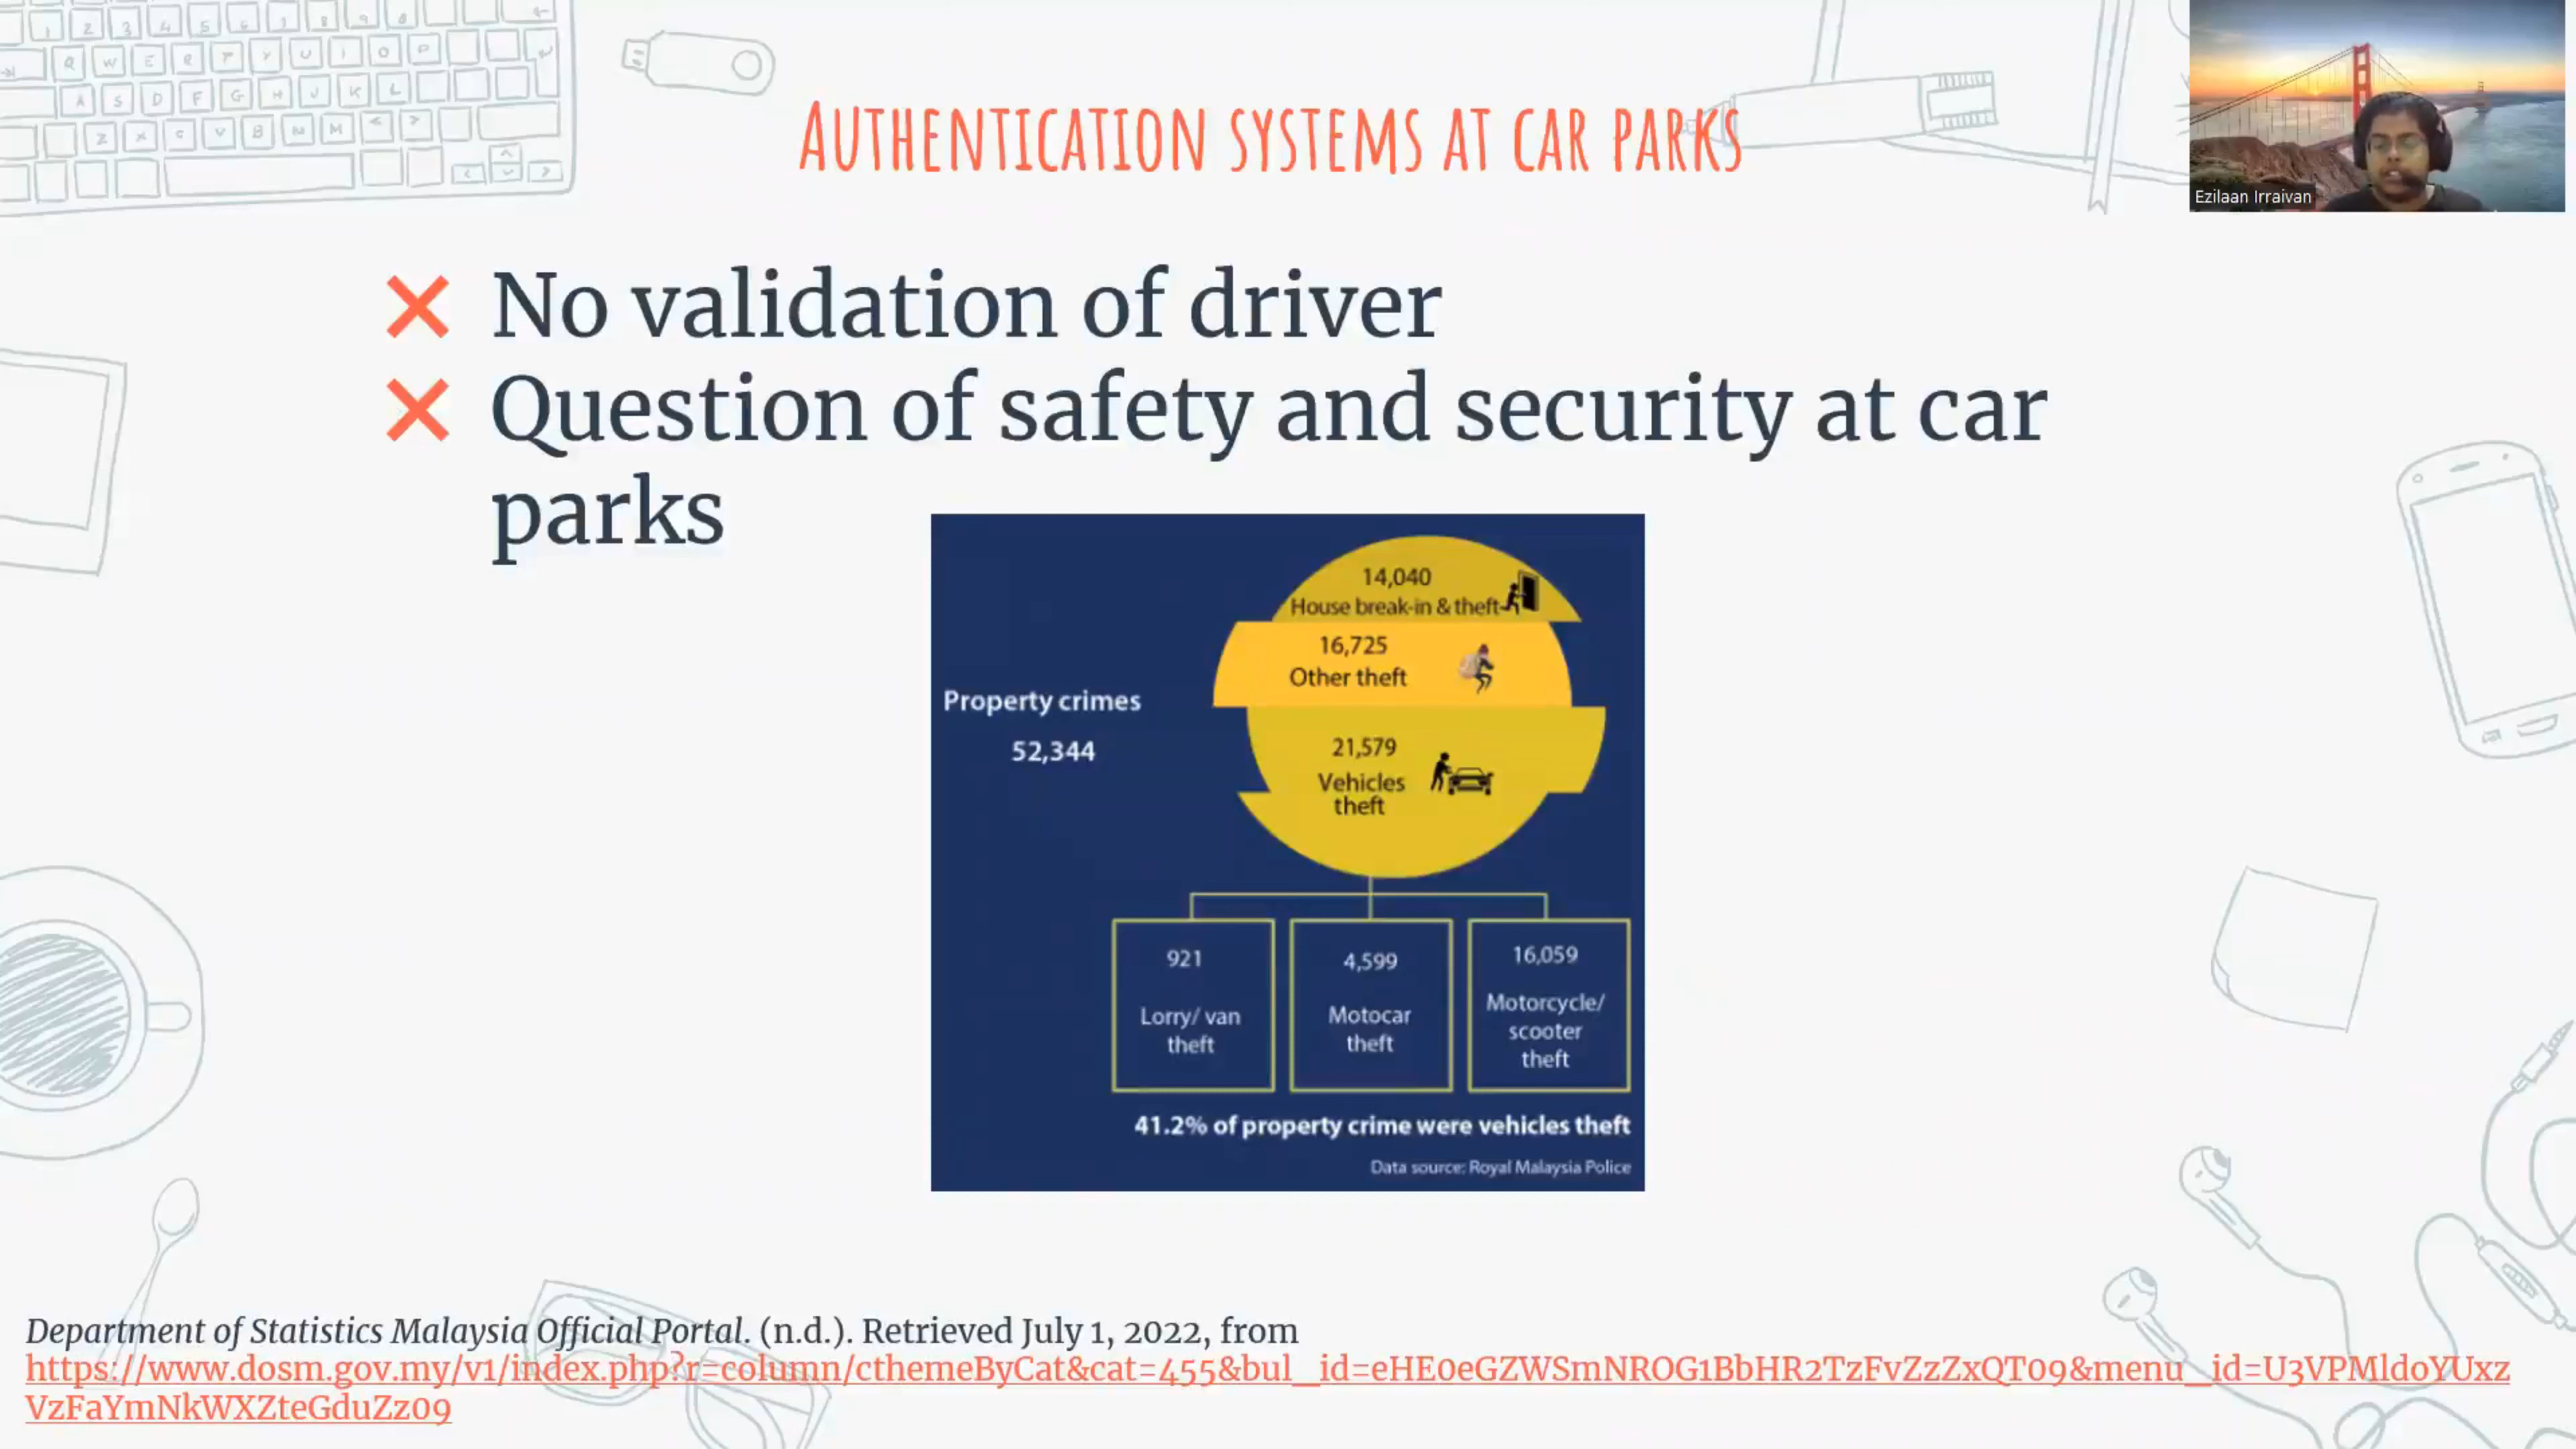 AUTHENTICATION SYSTEMS AT CAR PARKS
Ezilaan Irraivan
No validation of driver
Question of safety and security at car
parks
14,040
House break-in & theft
16,725
Other theft
Property crimes
52,344
21,579
Vehicles
theft
921
Lorry/ van
theft
4,599
Motocar
theft
16,059
Motorcycle/
scooter
theft
41.2% of property crime were vehicles theft
Data source: Royal Malaysia Police
Department of Statistics Malaysia Official Portal. (n.d.). Retrieved July 1, 2022, from
https://www.dosm.gov.my/v1/index.php?r=column/cthemeByCat&cat=455&bul_id=eHE0eGZWSmNROG1BbHR2TzFvZzZxQT09&menu_id=U3VPMldoYUxz
VzFaYmNkWXZteGduZz09